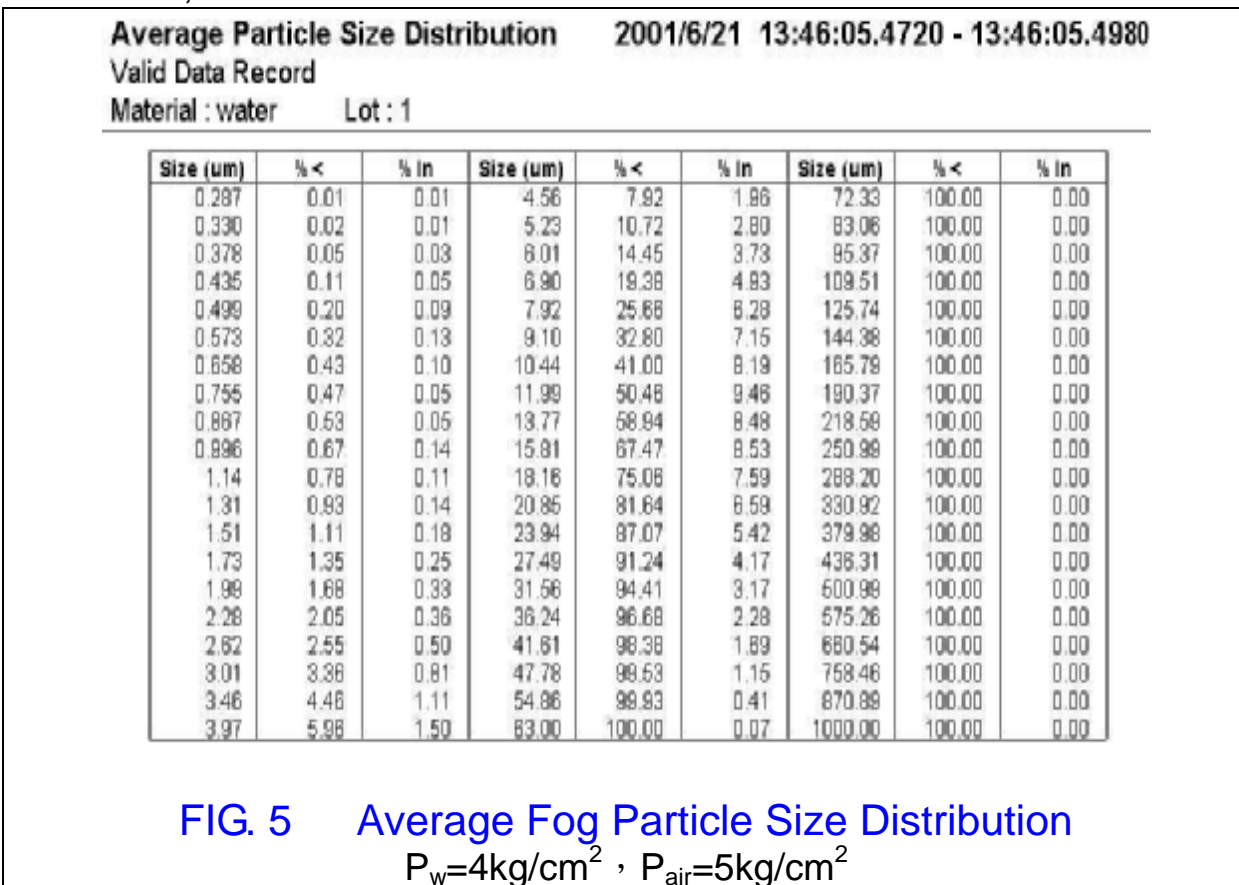 Average Particle Size Distribution 2001/6/21 13:46:05.4720 - 13:46:05.4980
Valid Data Record
Material : water Lot : 1
Size (um) % < % In Size (um) % < % In Size (um) % < % In
0.287 0.01 0.01 4.56 7.92 1.96 72.33 100.00 0.00
0.330 0.02 0.01 5.23 10.72 2.80 83.06 100.00 0.00
0.378 0.05 0.03 6.01 14.45 3.73 95.37 100.00 0.00
0.435 0.11 0.05 6.90 19.38 4.93 109.51 100.00 0.00
0.499 0.20 0.09 7.92 25.66 6.28 125.74 100.00 0.00
0.573 0.32 0.13 9.10 32.80 7.15 144.38 100.00 0.00
0.658 0.43 0.10 10.44 41.00 8.19 165.79 100.00 0.00
0.755 0.47 0.05 11.99 50.46 9.46 190.37 100.00 0.00
0.867 0.53 0.05 13.77 58.94 8.48 218.59 100.00 0.00
0.996 0.67 0.14 15.81 67.47 8.53 250.99 100.00 0.00
1.14 0.78 0.11 18.16 75.06 7.59 288.20 100.00 0.00
1.31 0.93 0.14 20.85 81.64 6.59 330.92 100.00 0.00
1.51 1.11 0.18 23.94 87.07 5.42 379.98 100.00 0.00
1.73 1.35 0.25 27.49 91.24 4.17 436.31 100.00 0.00
1.99 1.68 0.33 31.56 94.41 3.17 500.99 100.00 0.00
2.28 2.05 0.36 36.24 96.68 2.28 575.26 100.00 0.00
2.62 2.55 0.50 41.61 98.38 1.69 660.54 100.00 0.00
3.01 3.36 0.81 47.78 99.53 1.15 758.46 100.00 0.00
3.46 4.46 1.11 54.86 99.93 0.41 870.89 100.00 0.00
3.97 5.96 1.50 63.00 100.00 0.07 1000.00 100.00 0.00
FIG. 5 Average Fog Particle Size Distribution
Pw=4kg/cm²，Pair=5kg/cm²